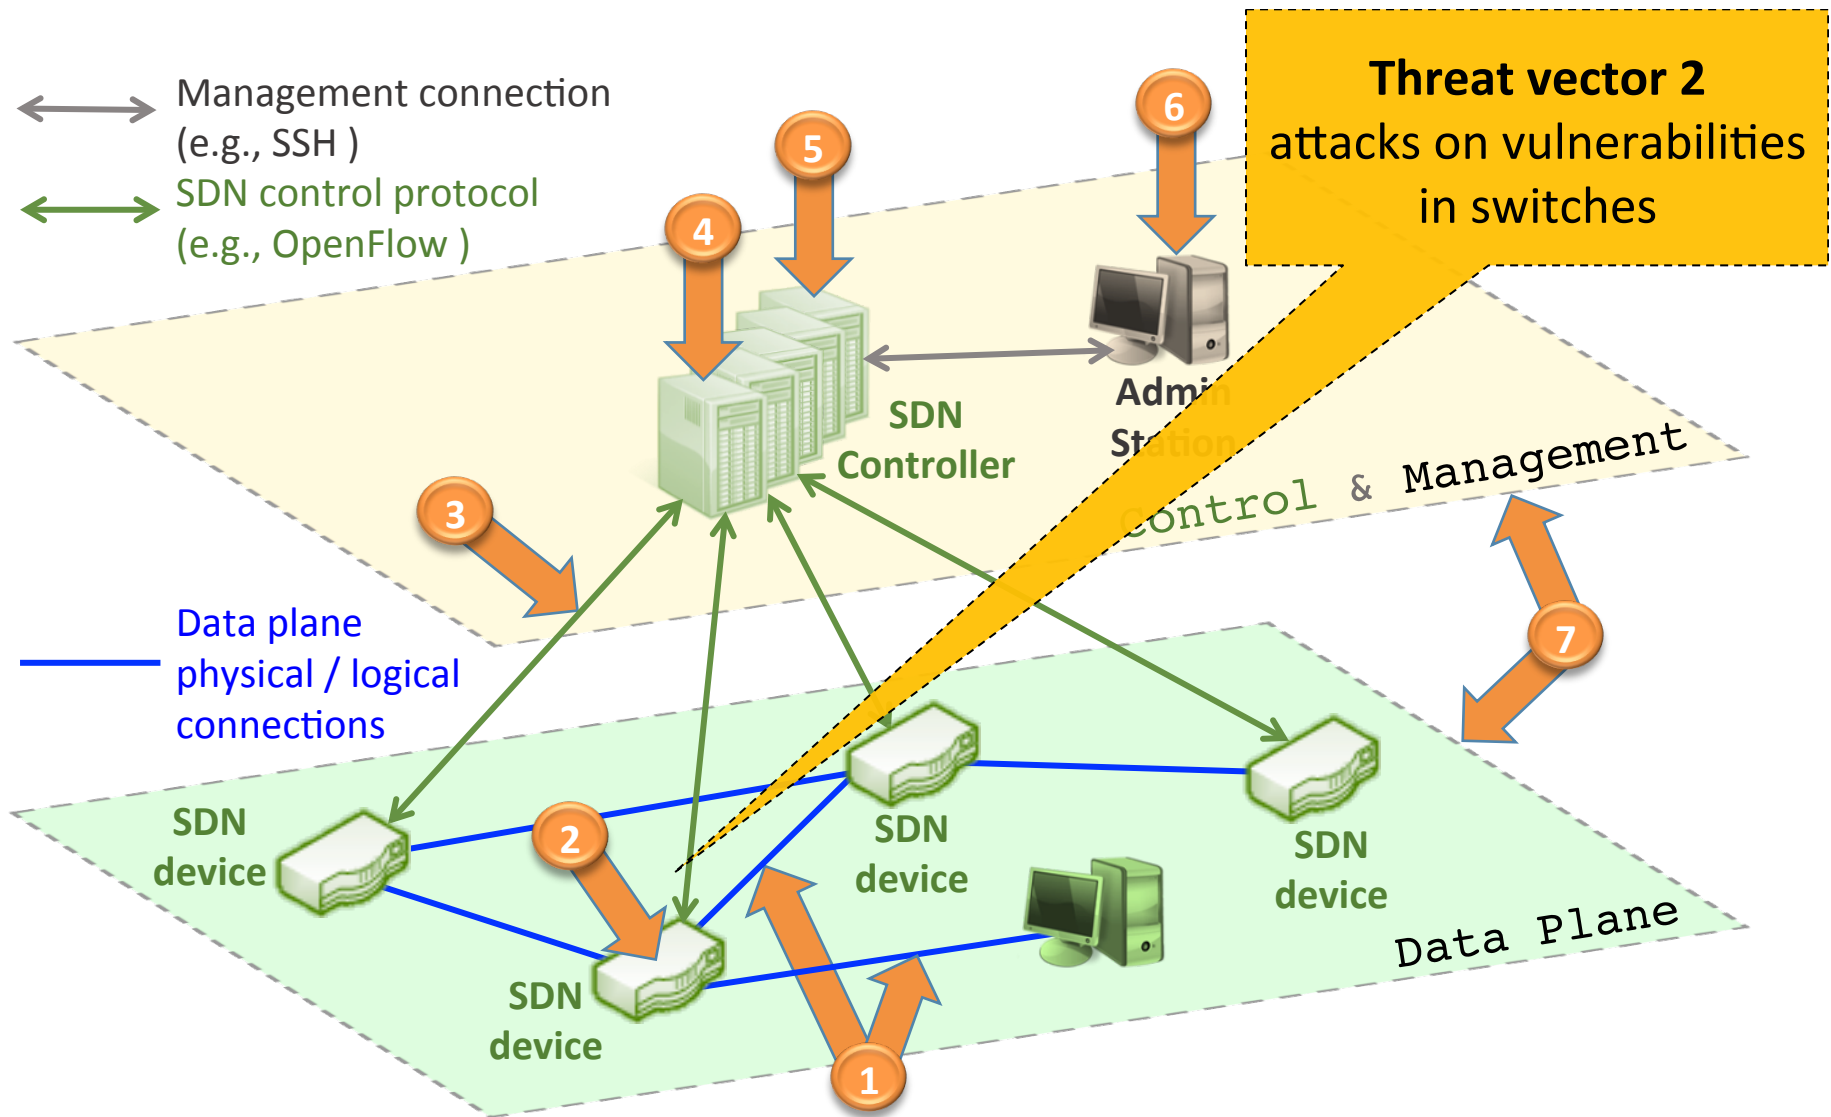 Management connection
(e.g., SSH )
SDN control protocol
(e.g., OpenFlow )
Threat vector 2
attacks on vulnerabilities
in switches
6
5
4
Admin
Station
SDN
Controller
Control & Management
3
7
Data plane
physical / logical
connections
SDN
device
2
SDN
device
SDN
device
Data Plane
SDN
device
1